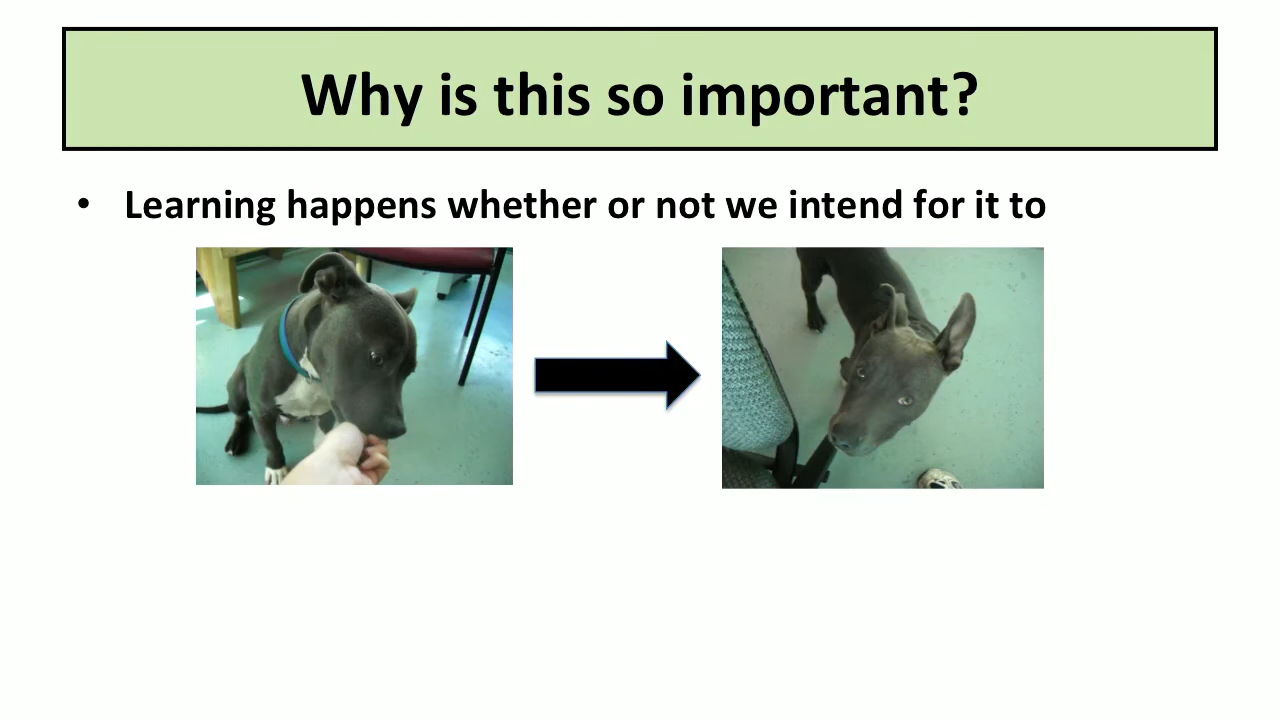 Why is this so important?
• Learning happens whether or not we intend for it to